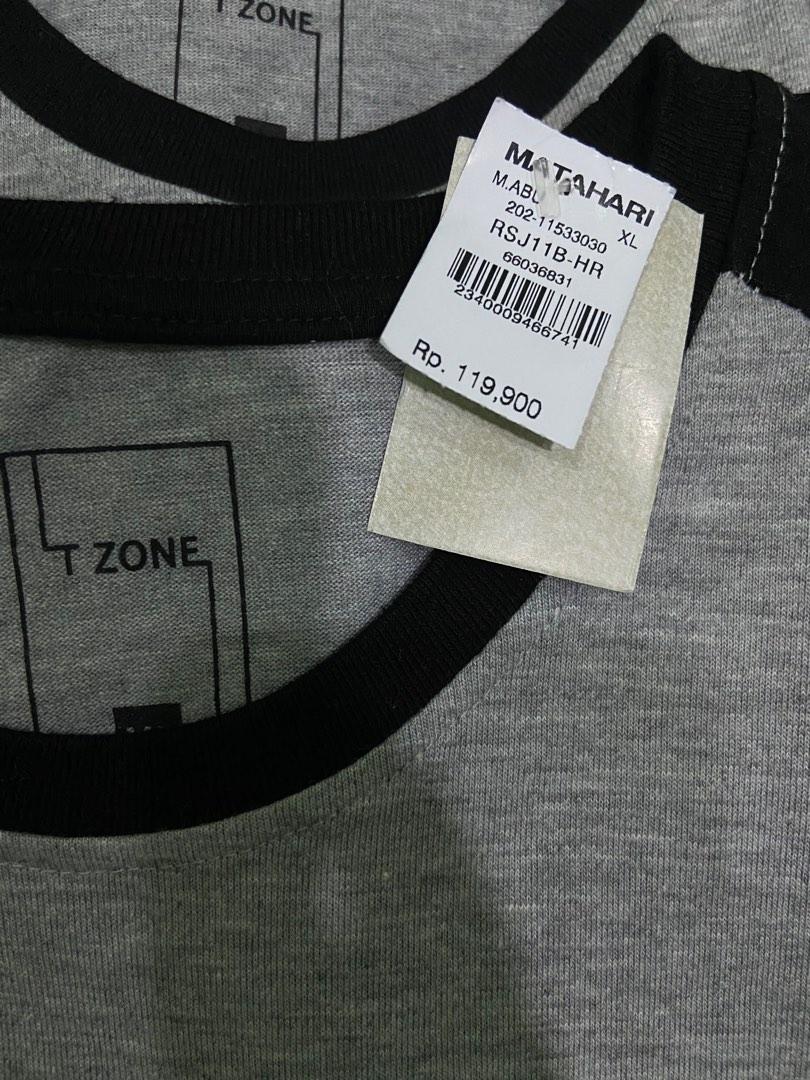 T ZONE
MATAHARI
M.ABU
202-11533030 XL
RSJ11B-HR
66036831
2340009466741
Rp. 119,900
T ZONE